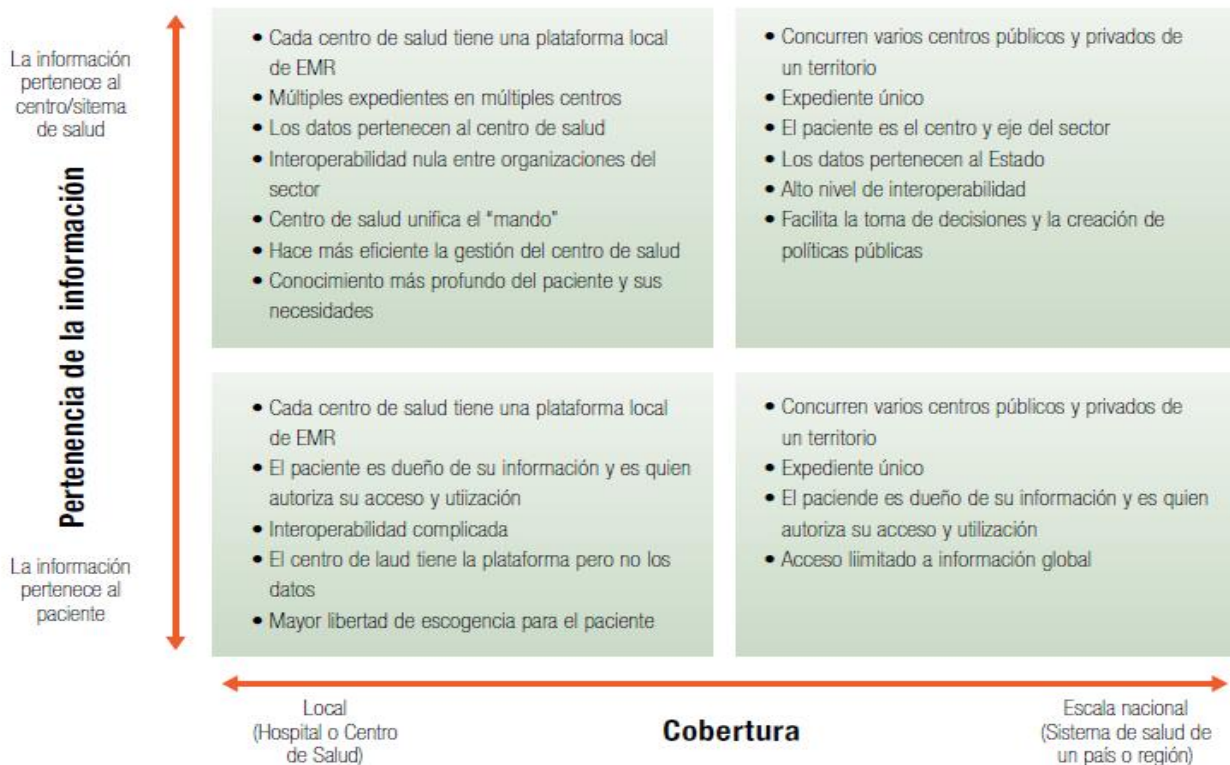 La información
pertenece al
centro/sitema
de salud
Pertenencia de la información
La información
pertenece al
paciente
• Cada centro de salud tiene una plataforma local
de EMR
• Múltiples expedientes en múltiples centros
• Los datos pertenecen al centro de salud
• Interoperabilidad nula entre organizaciones del
sector
• Centro de salud unifica el "mando"
• Hace más eficiente la gestión del centro de salud
• Conocimiento más profundo del paciente y sus
necesidades
• Concurren varios centros públicos y privados de
un territorio
• Expediente único
• El paciente es el centro y eje del sector
• Los datos pertenecen al Estado
• Alto nivel de interoperabilidad
• Facilita la toma de decisiones y la creación de
políticas públicas
• Cada centro de salud tiene una plataforma local
de EMR
• El paciente es dueño de su información y es quien
autoriza su acceso y utiización
• Interoperabilidad complicada
• El centro de laud tiene la plataforma pero no los
datos
• Mayor libertad de escogencia para el paciente
• Concurren varios centros públicos y privados de
un territorio
• Expediente único
• El paciende es dueño de su información y es quien
autoriza su acceso y utilización
• Acceso liimitado a información global
Local
(Hospital o Centro
de Salud)
Cobertura
Escala nacional
(Sistema de salud de
un país o región)